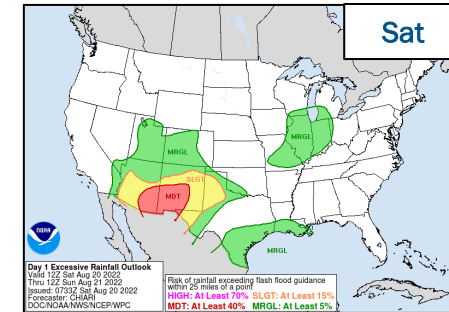 Sat
MRGL
MRGL
SLGT
MDT
MRGL
NOAA
Day 1 Excessive Rainfall Outlook
Valid 12Z Sat Aug 20 2022
Thru 12Z Sun Aug 21 2022
Issued: 0733Z Sat Aug 20 2022
Forecaster: CHIARI
DOC/NOAA/NWS/NCEP/WPC
Risk of rainfall exceeding flash flood guidance
within 25 miles of a point
HIGH: At Least 70% SLGT: At Least 15%
MDT: At Least 40% MRGL: At Least 5%